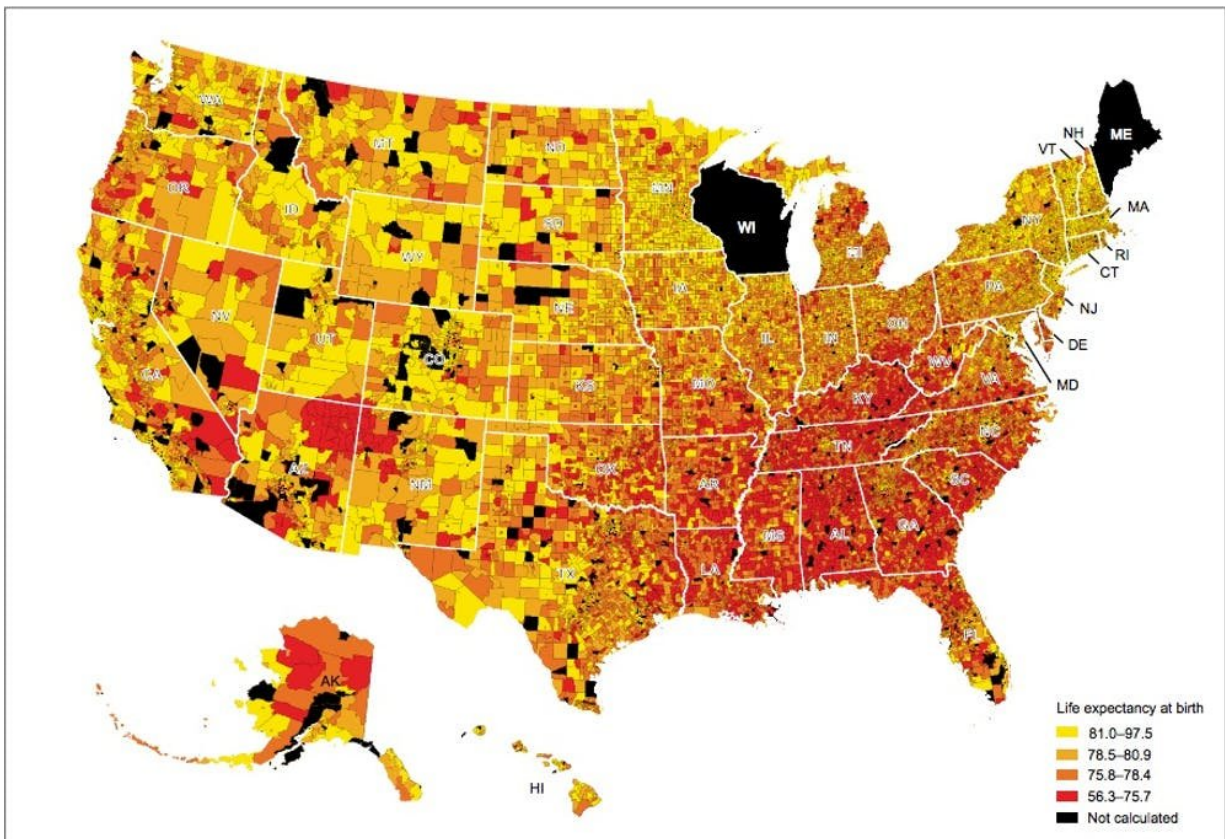 WA
MT
ND
MN
OR
ID
SD
WY
WI
MI
NY
VT
NH
ME
MA
RI
CT
NJ
DE
MD
PA
IA
NE
NV
UT
CO
KS
MO
IL
IN
OH
WV
VA
KY
CA
AZ
NM
OK
AR
TN
NC
SC
MS
AL
GA
LA
TX
FL
AK
HI
Life expectancy at birth
81.0–97.5
78.5–80.9
75.8–78.4
56.3–75.7
Not calculated